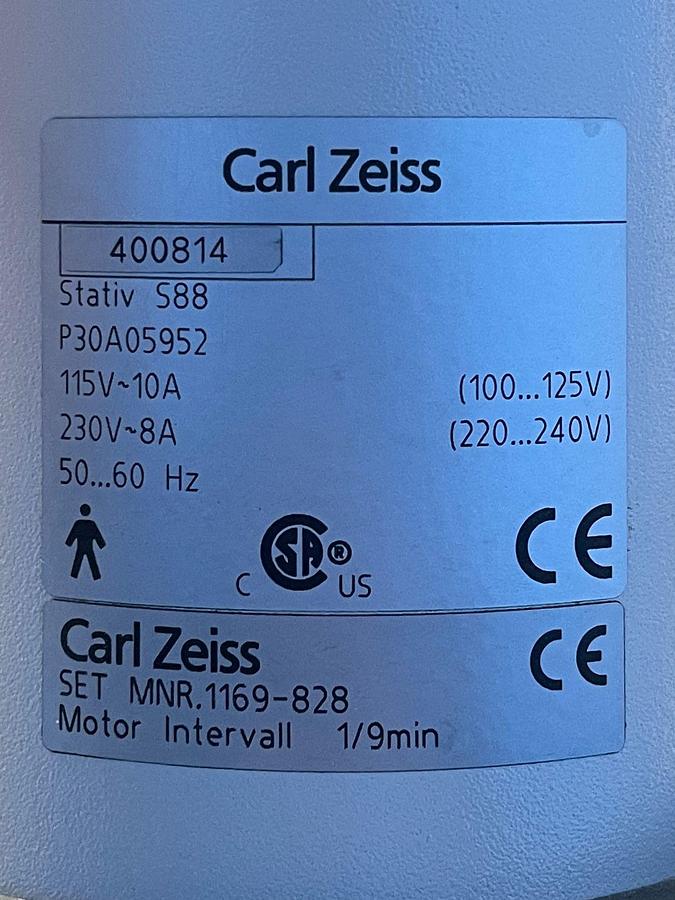 Carl Zeiss
400814
Stativ S88
P30A05952
115V~10A (100...125V)
230V~8A (220...240V)
50...60 Hz
C SA® US CE
Carl Zeiss CE
SET MNR.1169-828
Motor Intervall 1/9min